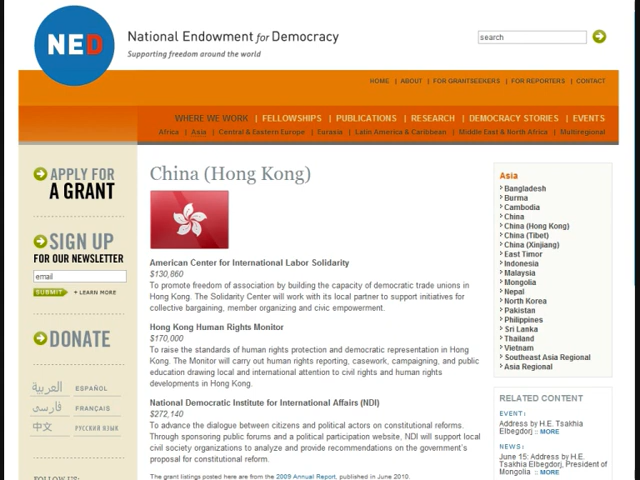 NED
National Endowment for Democracy
Supporting freedom around the world
search
HOME | ABOUT | FOR GRANTSEEKERS | FOR REPORTERS | CONTACT
WHERE WE WORK | FELLOWSHIPS | PUBLICATIONS | RESEARCH | DEMOCRACY STORIES | EVENTS
Africa | Asia | Central & Eastern Europe | Eurasia | Latin America & Caribbean | Middle East & North Africa | Multiregional
APPLY FOR
A GRANT
SIGN UP
FOR OUR NEWSLETTER
email
SUBMIT + LEARN MORE
DONATE
العربية ESPAÑOL
فارسی FRANÇAIS
中文 РУССКИЙ ЯЗЫК
FOLLOW US:
China (Hong Kong)
American Center for International Labor Solidarity
$130,860
To promote freedom of association by building the capacity of democratic trade unions in
Hong Kong. The Solidarity Center will work with its local partner to support initiatives for
collective bargaining, member organizing and civic empowerment.
Hong Kong Human Rights Monitor
$170,000
To raise the standards of human rights protection and democratic representation in Hong
Kong. The Monitor will carry out human rights reporting, casework, campaigning, and public
education drawing local and international attention to civil rights and human rights
developments in Hong Kong.
National Democratic Institute for International Affairs (NDI)
$272,140
To advance the dialogue between citizens and political actors on constitutional reforms.
Through sponsoring public forums and a political participation website, NDI will support local
civil society organizations to analyze and provide recommendations on the government's
proposal for constitutional reform.
The grant listings posted here are from the 2009 Annual Report, published in June 2010.
Asia
Bangladesh
Burma
Cambodia
China
China (Hong Kong)
China (Tibet)
China (Xinjiang)
East Timor
Indonesia
Malaysia
Mongolia
Nepal
North Korea
Pakistan
Philippines
Sri Lanka
Thailand
Vietnam
Southeast Asia Regional
Asia Regional
RELATED CONTENT
EVENT:
Address by H.E. Tsakhia
Elbegdorj :: MORE
NEWS:
June 15: Address by H.E.
Tsakhia Elbegdorj, President of
Mongolia :: MORE